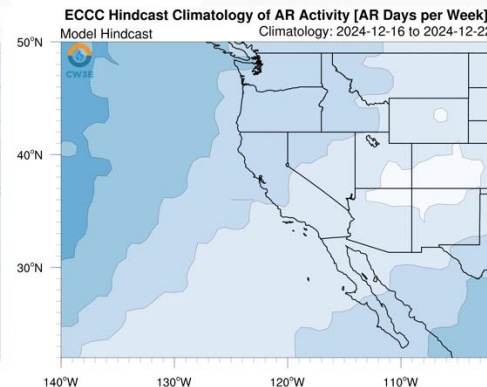 ECCC Hindcast Climatology of AR Activity [AR Days per Week]
Model Hindcast
Climatology: 2024-12-16 to 2024-12-22
50°N
CW3E
40°N
30°N
140°W
130°W
120°W
110°W